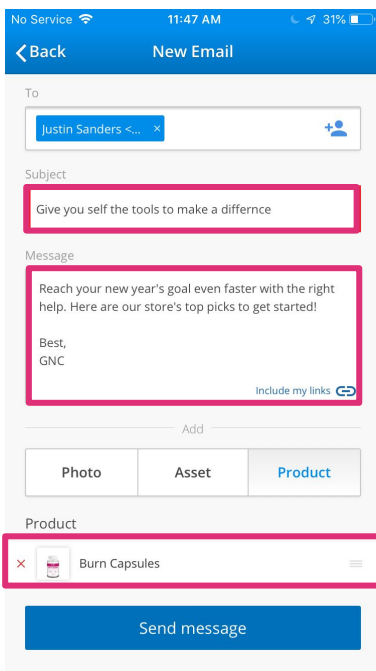 No Service 11:47 AM 31%
Back New Email
To
Justin Sanders <... ×
Subject
Give you self the tools to make a differnce
Message
Reach your new year's goal even faster with the right
help. Here are our store's top picks to get started!
Best,
GNC
Include my links
Add
Photo Asset Product
Product
× Burn Capsules
Send message